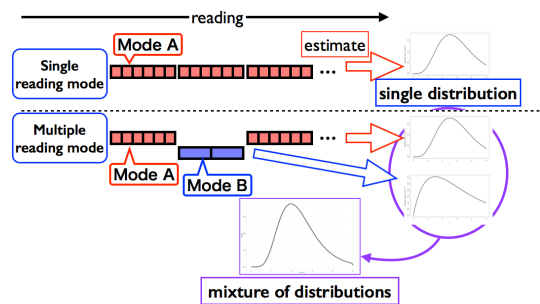 reading
Mode A
estimate
Single
reading mode
...
single distribution
Multiple
reading mode
...
Mode A
Mode B
mixture of distributions